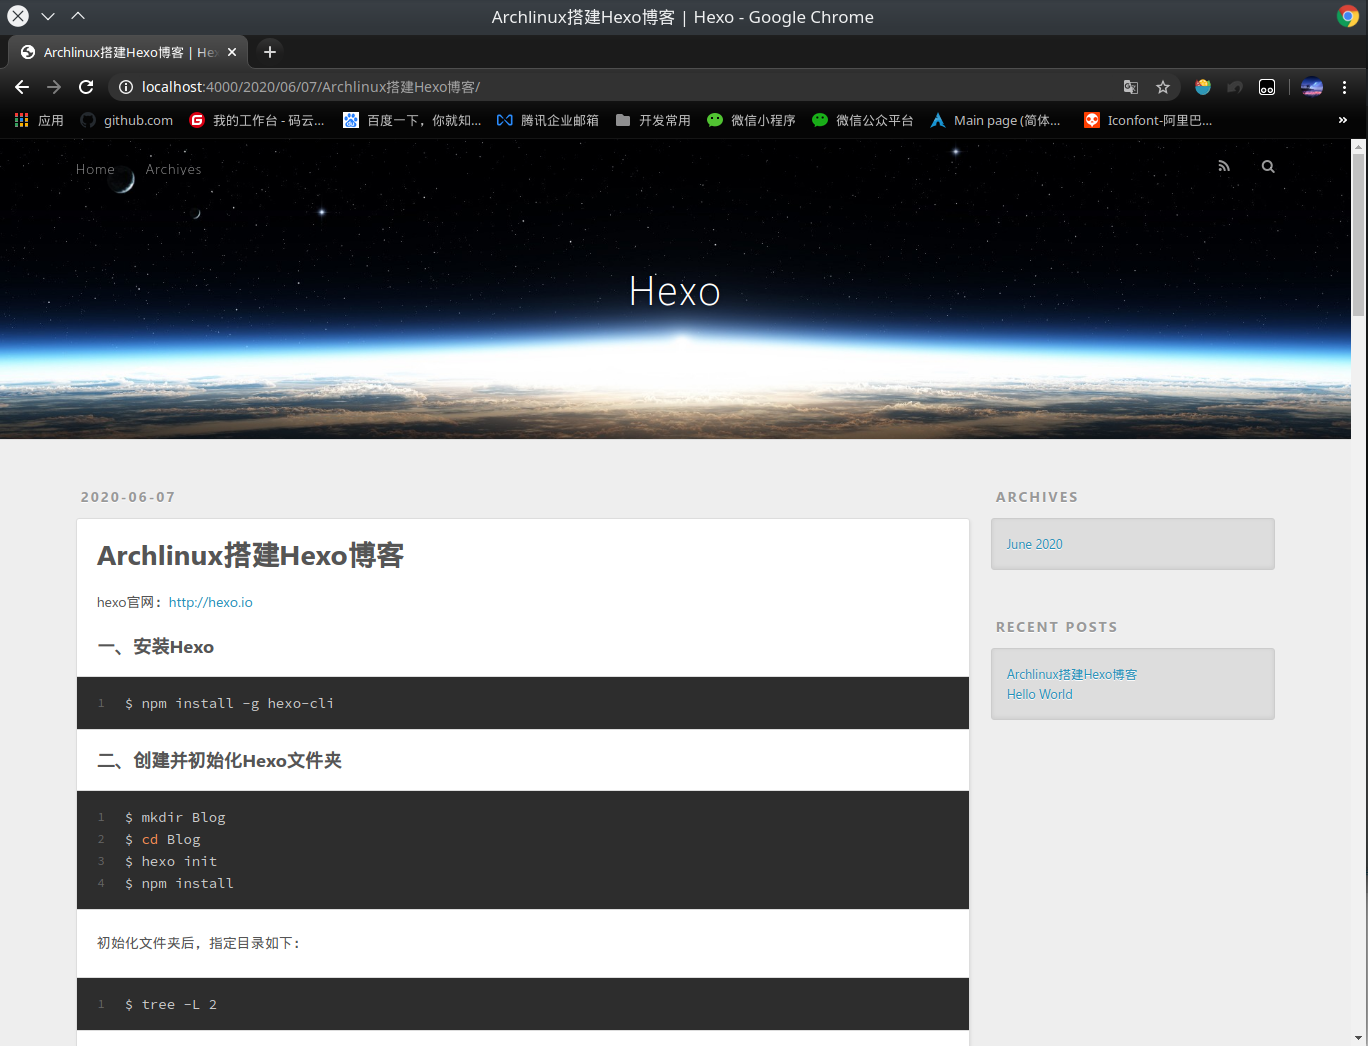 Archlinux搭建Hexo博客 | Hexo - Google Chrome
Archlinux搭建Hexo博客 | He
localhost:4000/2020/06/07/Archlinux搭建Hexo博客/
应用 github.com 我的工作台 - 码云... 百度一下，你就知... 腾讯企业邮箱 开发常用 微信小程序 微信公众平台 Main page (简体... Iconfont-阿里巴...
Home Archives
Hexo
2020-06-07
Archlinux搭建Hexo博客
hexo官网：http://hexo.io
一、安装Hexo
1 $ npm install -g hexo-cli
二、创建并初始化Hexo文件夹
1 $ mkdir Blog
2 $ cd Blog
3 $ hexo init
4 $ npm install
初始化文件夹后，指定目录如下：
1 $ tree -L 2
ARCHIVES
June 2020
RECENT POSTS
Archlinux搭建Hexo博客
Hello World